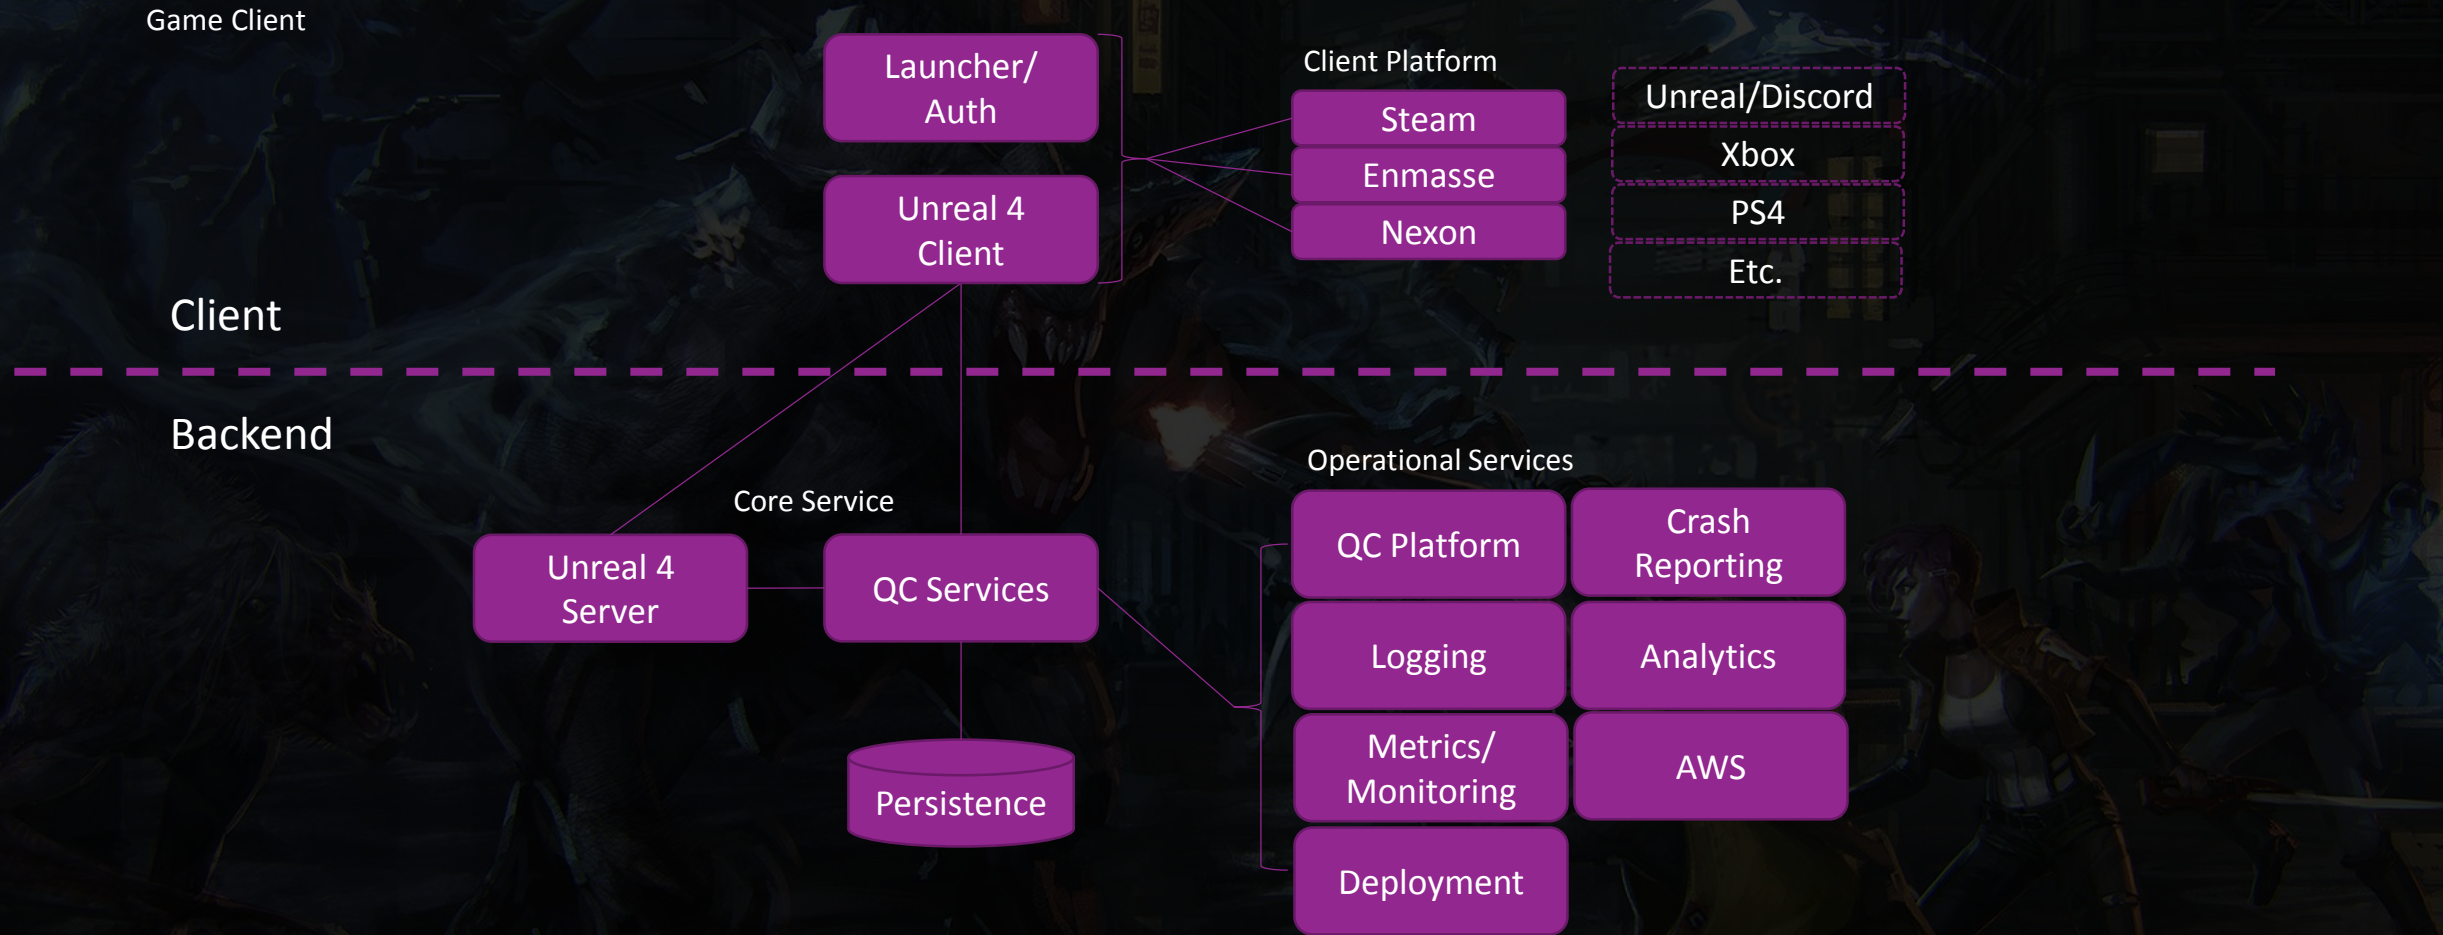 Game Client
Launcher/
Auth
Unreal 4
Client
Client Platform
Steam
Enmasse
Nexon
Unreal/Discord
Xbox
PS4
Etc.
Client
Backend
Core Service
Unreal 4
Server
QC Services
Persistence
Operational Services
QC Platform
Crash
Reporting
Logging
Analytics
Metrics/
Monitoring
AWS
Deployment